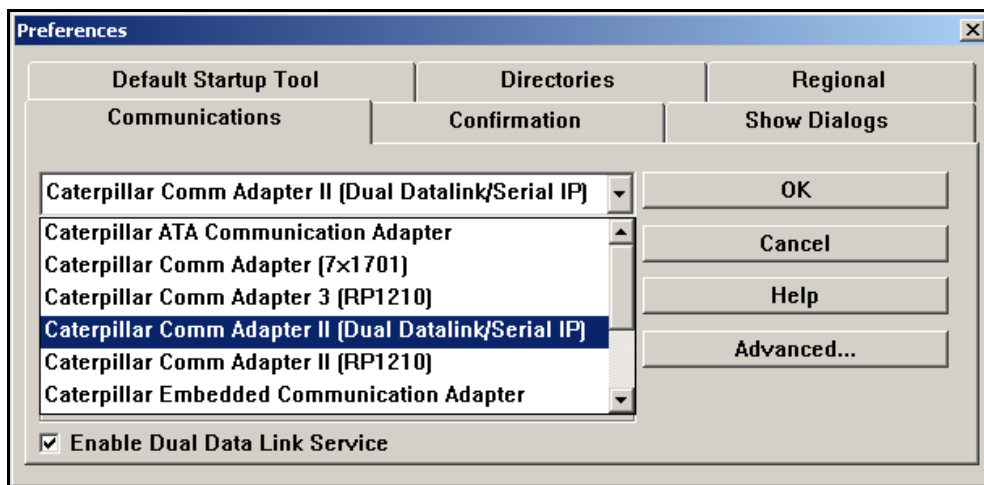 Preferences
Default Startup Tool
Directories
Regional
Communications
Confirmation
Show Dialogs
Caterpillar Comm Adapter II (Dual Datalink/Serial IP)
OK
Caterpillar ATA Communication Adapter
Caterpillar Comm Adapter (7x1701)
Caterpillar Comm Adapter 3 (RP1210)
Caterpillar Comm Adapter II (Dual Datalink/Serial IP)
Caterpillar Comm Adapter II (RP1210)
Caterpillar Embedded Communication Adapter
Cancel
Help
Advanced...
Enable Dual Data Link Service